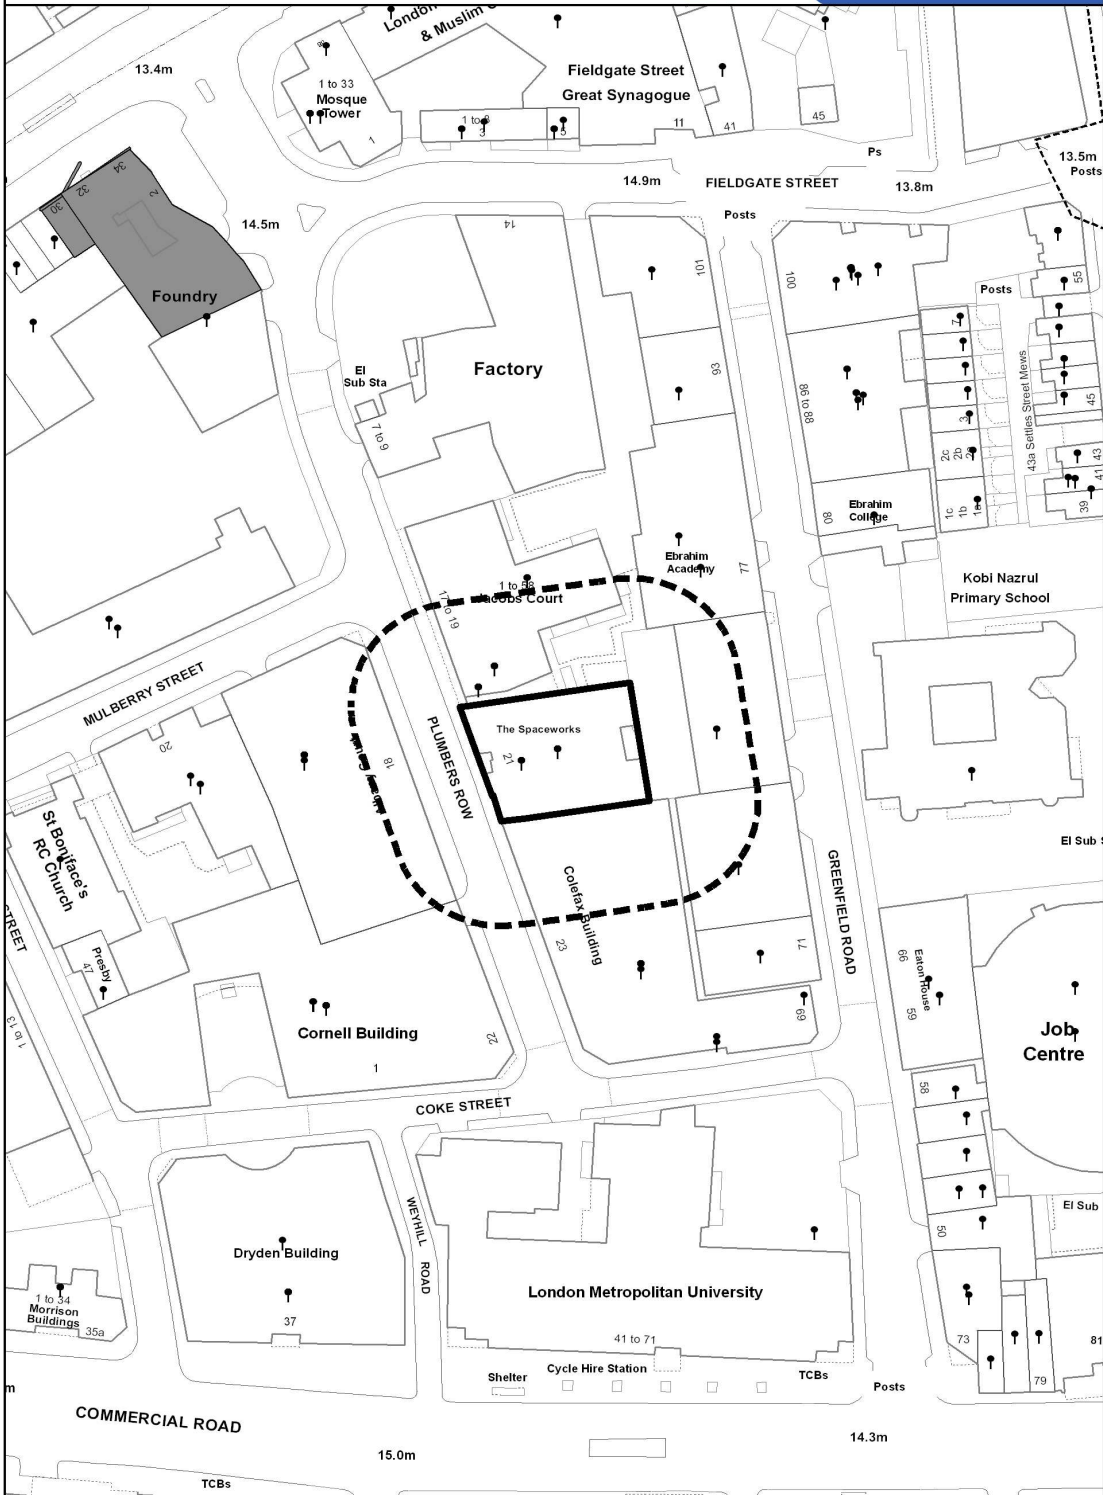 London
& Muslim
13.4m
8
1 to 33
Mosque
Tower
1
1 to
3
5
Fieldgate Street
Great Synagogue
11
41
45
Ps
13.5m
Posts
14.9m
FIELDGATE STREET
13.8m
Posts
34
32
30
2
14.5m
Foundry
14
101
100
Posts
55
El
Sub Sta
Factory
93
7
86 to 88
3
43a Settles Street Mews
45
7 to 9
2c
2b
43
41
39
80
Ebrahim
College
1c
1b
1a
Ebrahim
Academy
77
1 to 58
Jacobs Court
17 to 19
Kobi Nazrul
Primary School
MULBERRY STREET
20
18
PLUMBERS ROW
The Spaceworks
21
St Boniface's
RC Church
El Sub
GREENFIELD ROAD
Colefax Building
23
71
STREET
Presby
47
66
Eaton House
59
69
1 to 13
Cornell Building
22
1
Job
Centre
58
COKE STREET
WEYHILL
ROAD
El Sub
50
Dryden Building
37
London Metropolitan University
1 to 34
Morrison
Buildings
35a
41 to 71
73
81
79
Shelter
Cycle Hire Station
TCBs
Posts
m
COMMERCIAL ROAD
15.0m
14.3m
TCBs